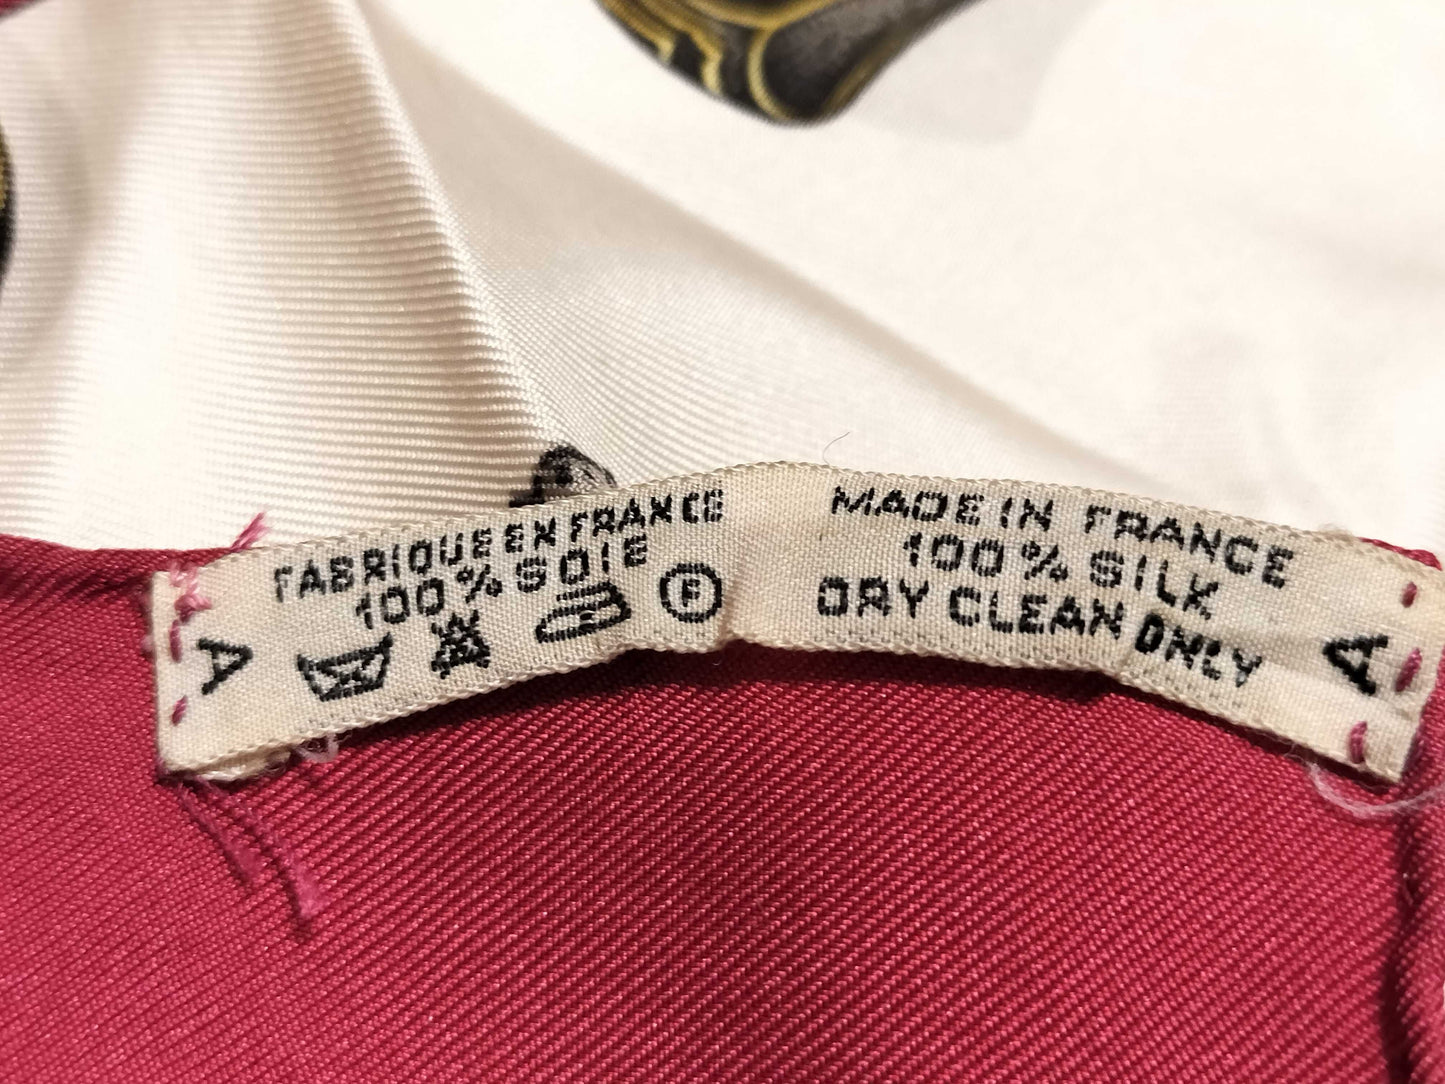 A
FABRIQUE EN FRANCE
100% SOIE
F
MADE IN FRANCE
100% SILK
DRY CLEAN ONLY
A